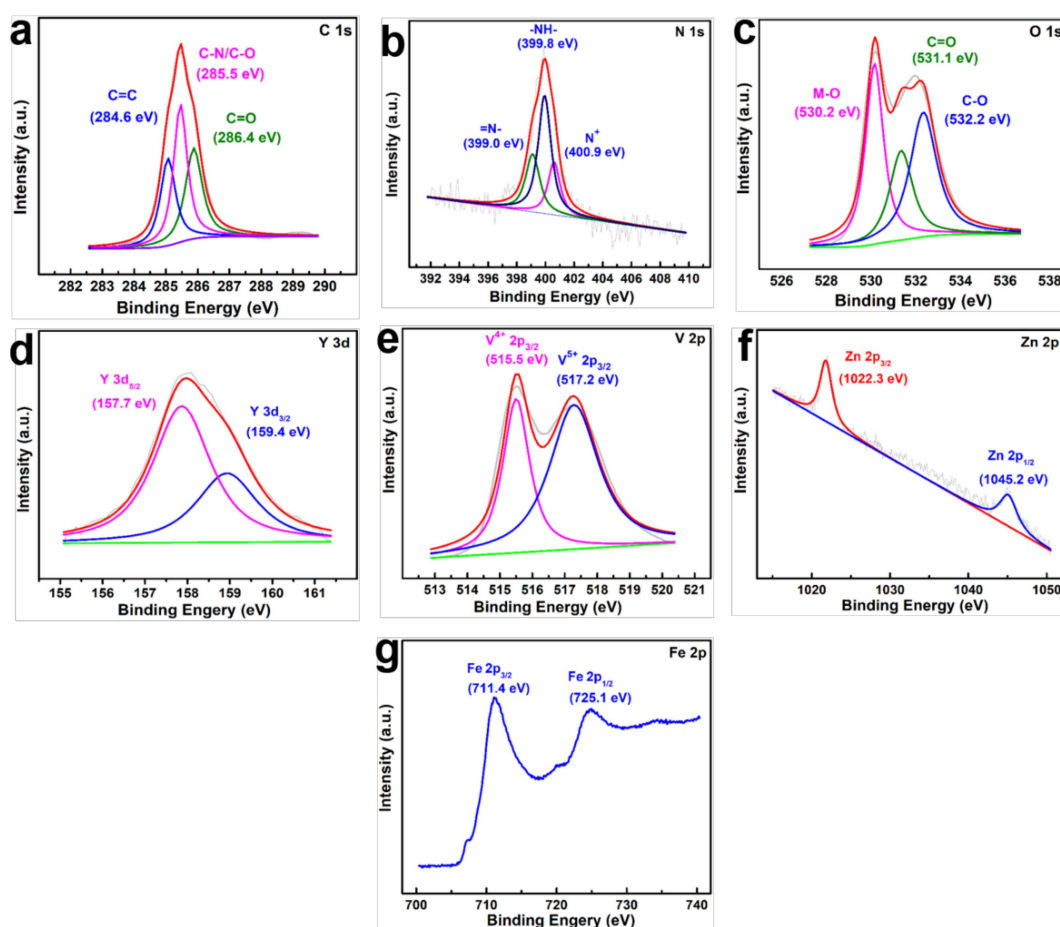 a
C 1s
C-N/C-O
(285.5 eV)
C=C
(284.6 eV)
C=O
(286.4 eV)
Intensity (a.u.)
282 283 284 285 286 287 288 289 290
Binding Energy (eV)
b
N 1s
-NH-
(399.8 eV)
=N-
(399.0 eV)
N+
(400.9 eV)
Intensity (a.u.)
392 394 396 398 400 402 404 406 408 410
Binding Energy (eV)
c
O 1s
C=O
(531.1 eV)
M-O
(530.2 eV)
C-O
(532.2 eV)
Intensity (a.u.)
526 528 530 532 534 536 538
Binding Energy (eV)
d
Y 3d
Y 3d5/2
(157.7 eV)
Y 3d3/2
(159.4 eV)
Intensity (a.u.)
155 156 157 158 159 160 161
Binding Engery (eV)
e
V 2p
V4+ 2p3/2
(515.5 eV)
V5+ 2p3/2
(517.2 eV)
Intensity (a.u.)
513 514 515 516 517 518 519 520 521
Binding Energy (eV)
f
Zn 2p
Zn 2p3/2
(1022.3 eV)
Zn 2p1/2
(1045.2 eV)
Intensity (a.u.)
1020 1030 1040 1050
Binding Energy (eV)
g
Fe 2p
Fe 2p3/2
(711.4 eV)
Fe 2p1/2
(725.1 eV)
Intensity (a.u.)
700 710 720 730 740
Binding Engery (eV)